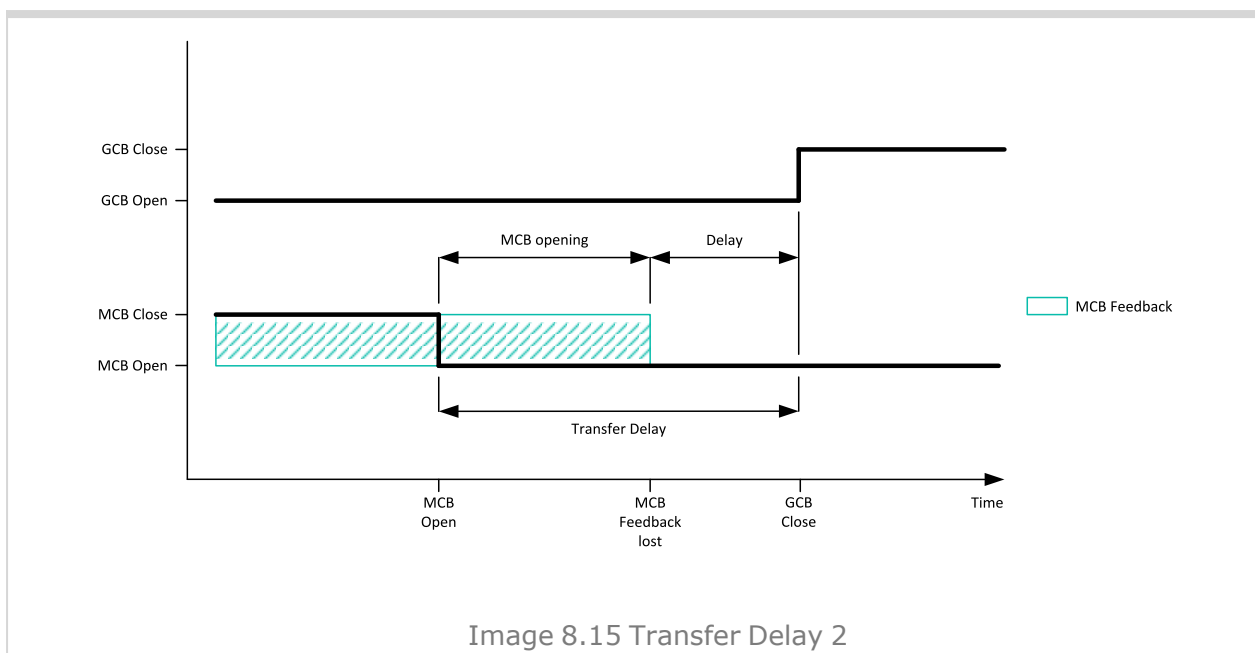 GCB Close
GCB Open
MCB opening
Delay
MCB Close
MCB Feedback
MCB Open
Transfer Delay
MCB
Open
MCB
Feedback
lost
GCB
Close
Time
Image 8.15 Transfer Delay 2